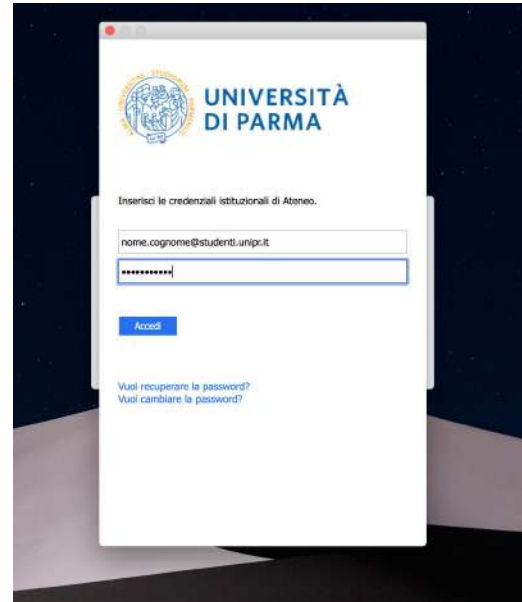 UNIVERSITÀ
DI PARMA
Inserisci le credenziali istituzionali di Ateneo.
nome.cognome@studenti.unipr.it
•••••••••••
Accedi
Vuoi recuperare la password?
Vuoi cambiare la password?